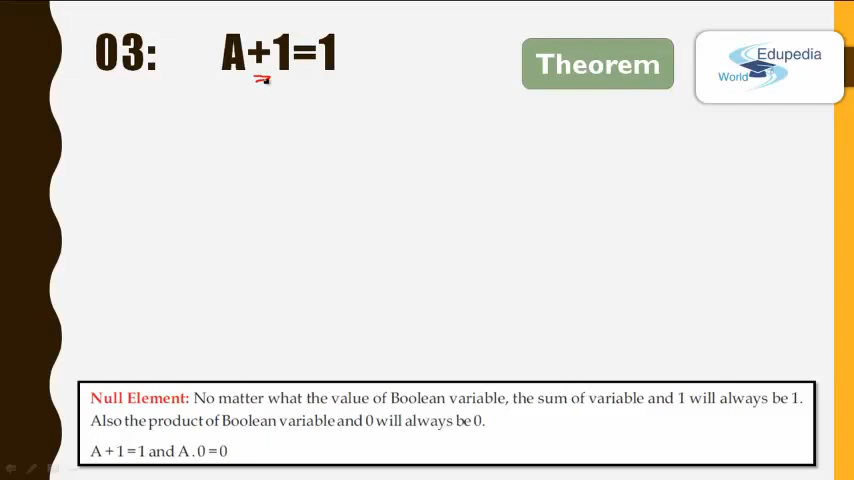 03: A+1=1
Theorem
Edupedia
World
Null Element: No matter what the value of Boolean variable, the sum of variable and 1 will always be 1.
Also the product of Boolean variable and 0 will always be 0.
A + 1 = 1 and A . 0 = 0